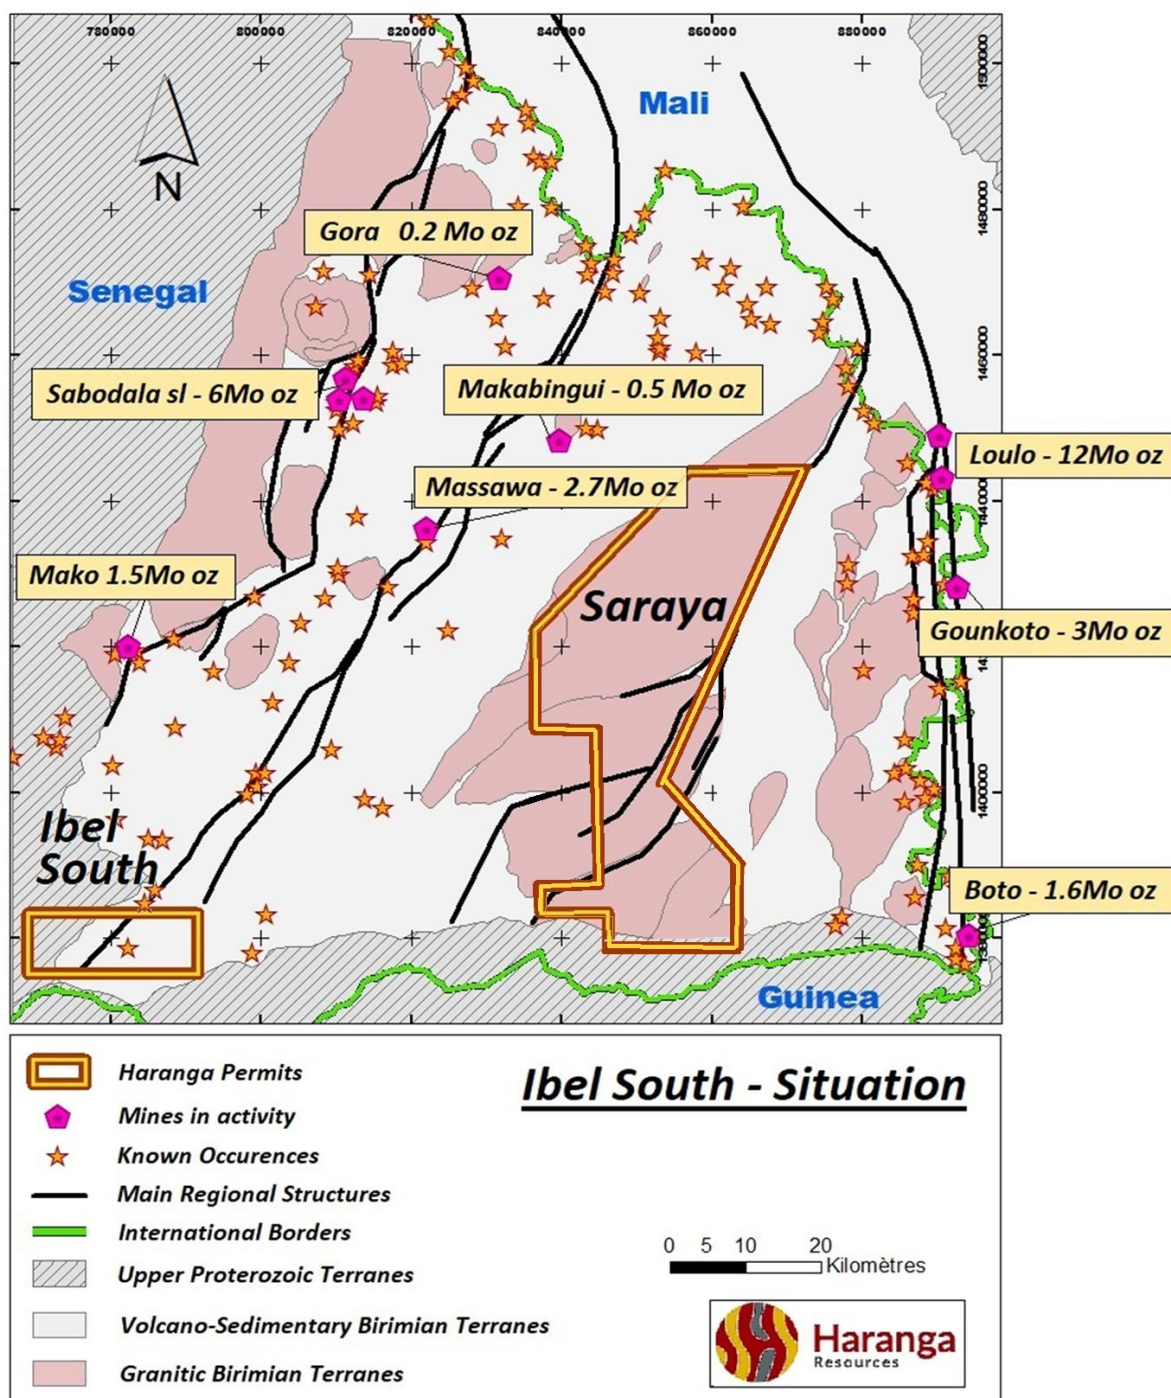 780000 800000 820000 840000 860000 880000
1500000
Mali
N
1480000
Gora 0.2 Mo oz
Senegal
1460000
Sabodala sl - 6Mo oz
Makabingui - 0.5 Mo oz
Loulo - 12Mo oz
Massawa - 2.7Mo oz
Mako 1.5Mo oz
Saraya
Gounkoto - 3Mo oz
1400000
Ibel
South
Boto - 1.6Mo oz
Guinea
Haranga Permits
Ibel South - Situation
Mines in activity
Known Occurences
Main Regional Structures
International Borders
0 5 10 20
Kilomètres
Upper Proterozoic Terranes
Volcano-Sedimentary Birimian Terranes
Granitic Birimian Terranes
Haranga
Resources